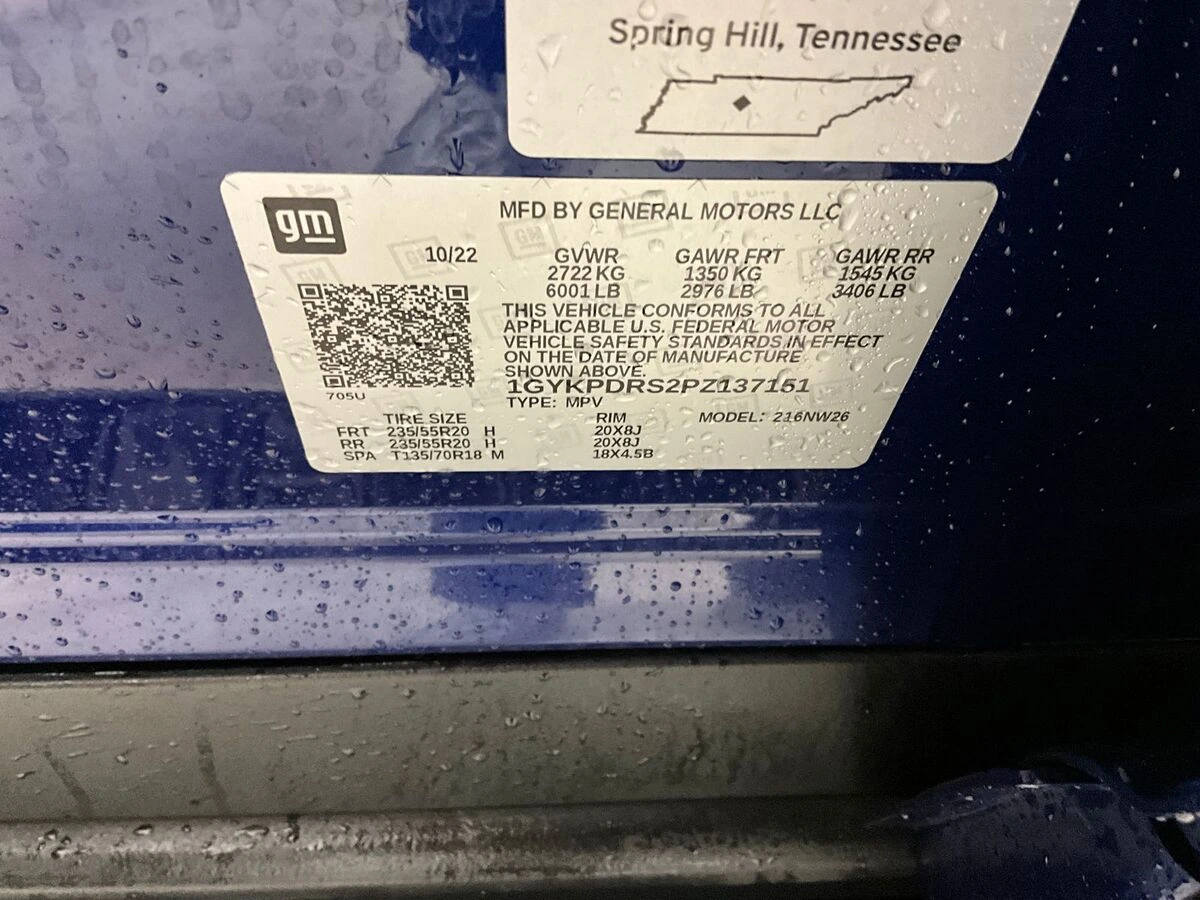 Spring Hill, Tennessee
gm
MFD BY GENERAL MOTORS LLC
10/22 GVWR GAWR FRT GAWR RR
2722 KG 1350 KG 1545 KG
6001 LB 2976 LB 3406 LB
THIS VEHICLE CONFORMS TO ALL
APPLICABLE U.S. FEDERAL MOTOR
VEHICLE SAFETY STANDARDS IN EFFECT
ON THE DATE OF MANUFACTURE
SHOWN ABOVE.
1GYKPDRS2PZ137151
705U
TYPE: MPV
TIRE SIZE RIM MODEL: 216NW26
FRT 235/55R20 H 20X8J
RR 235/55R20 H 20X8J
SPA T135/70R18 M 18X4.5B